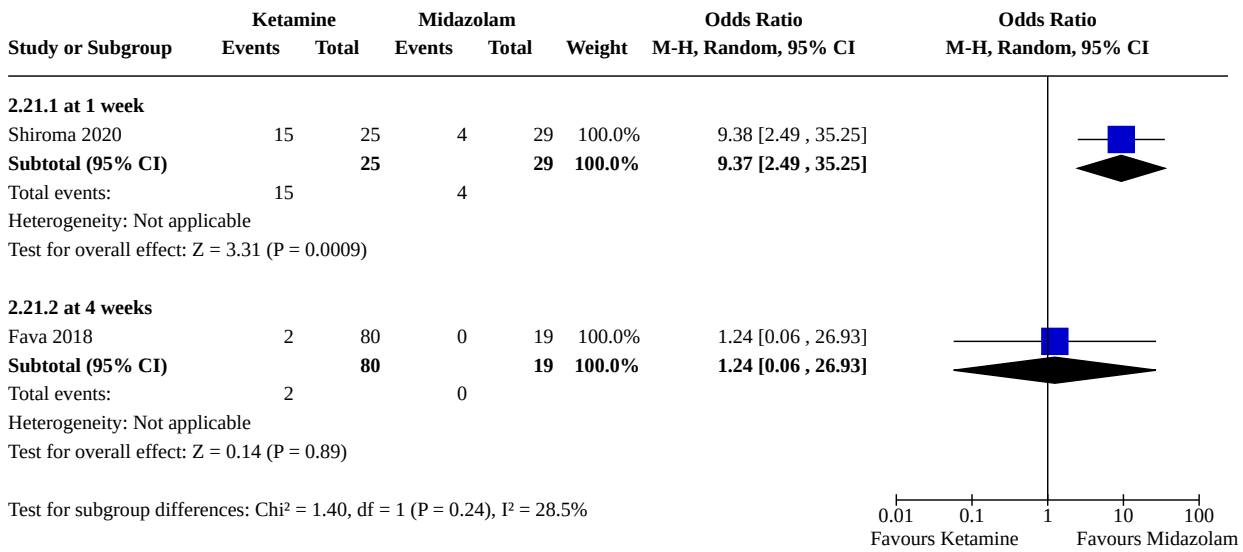 Ketamine Midazolam Odds Ratio Odds Ratio
Study or Subgroup Events Total Events Total Weight M-H, Random, 95% CI M-H, Random, 95% CI
2.21.1 at 1 week
Shiroma 2020 15 25 4 29 100.0% 9.38 [2.49 , 35.25]
Subtotal (95% CI) 25 29 100.0% 9.37 [2.49 , 35.25]
Total events: 15 4
Heterogeneity: Not applicable
Test for overall effect: Z = 3.31 (P = 0.0009)
2.21.2 at 4 weeks
Fava 2018 2 80 0 19 100.0% 1.24 [0.06 , 26.93]
Subtotal (95% CI) 80 19 100.0% 1.24 [0.06 , 26.93]
Total events: 2 0
Heterogeneity: Not applicable
Test for overall effect: Z = 0.14 (P = 0.89)
Test for subgroup differences: Chi² = 1.40, df = 1 (P = 0.24), I² = 28.5%
0.01 0.1 1 10 100
Favours Ketamine Favours Midazolam